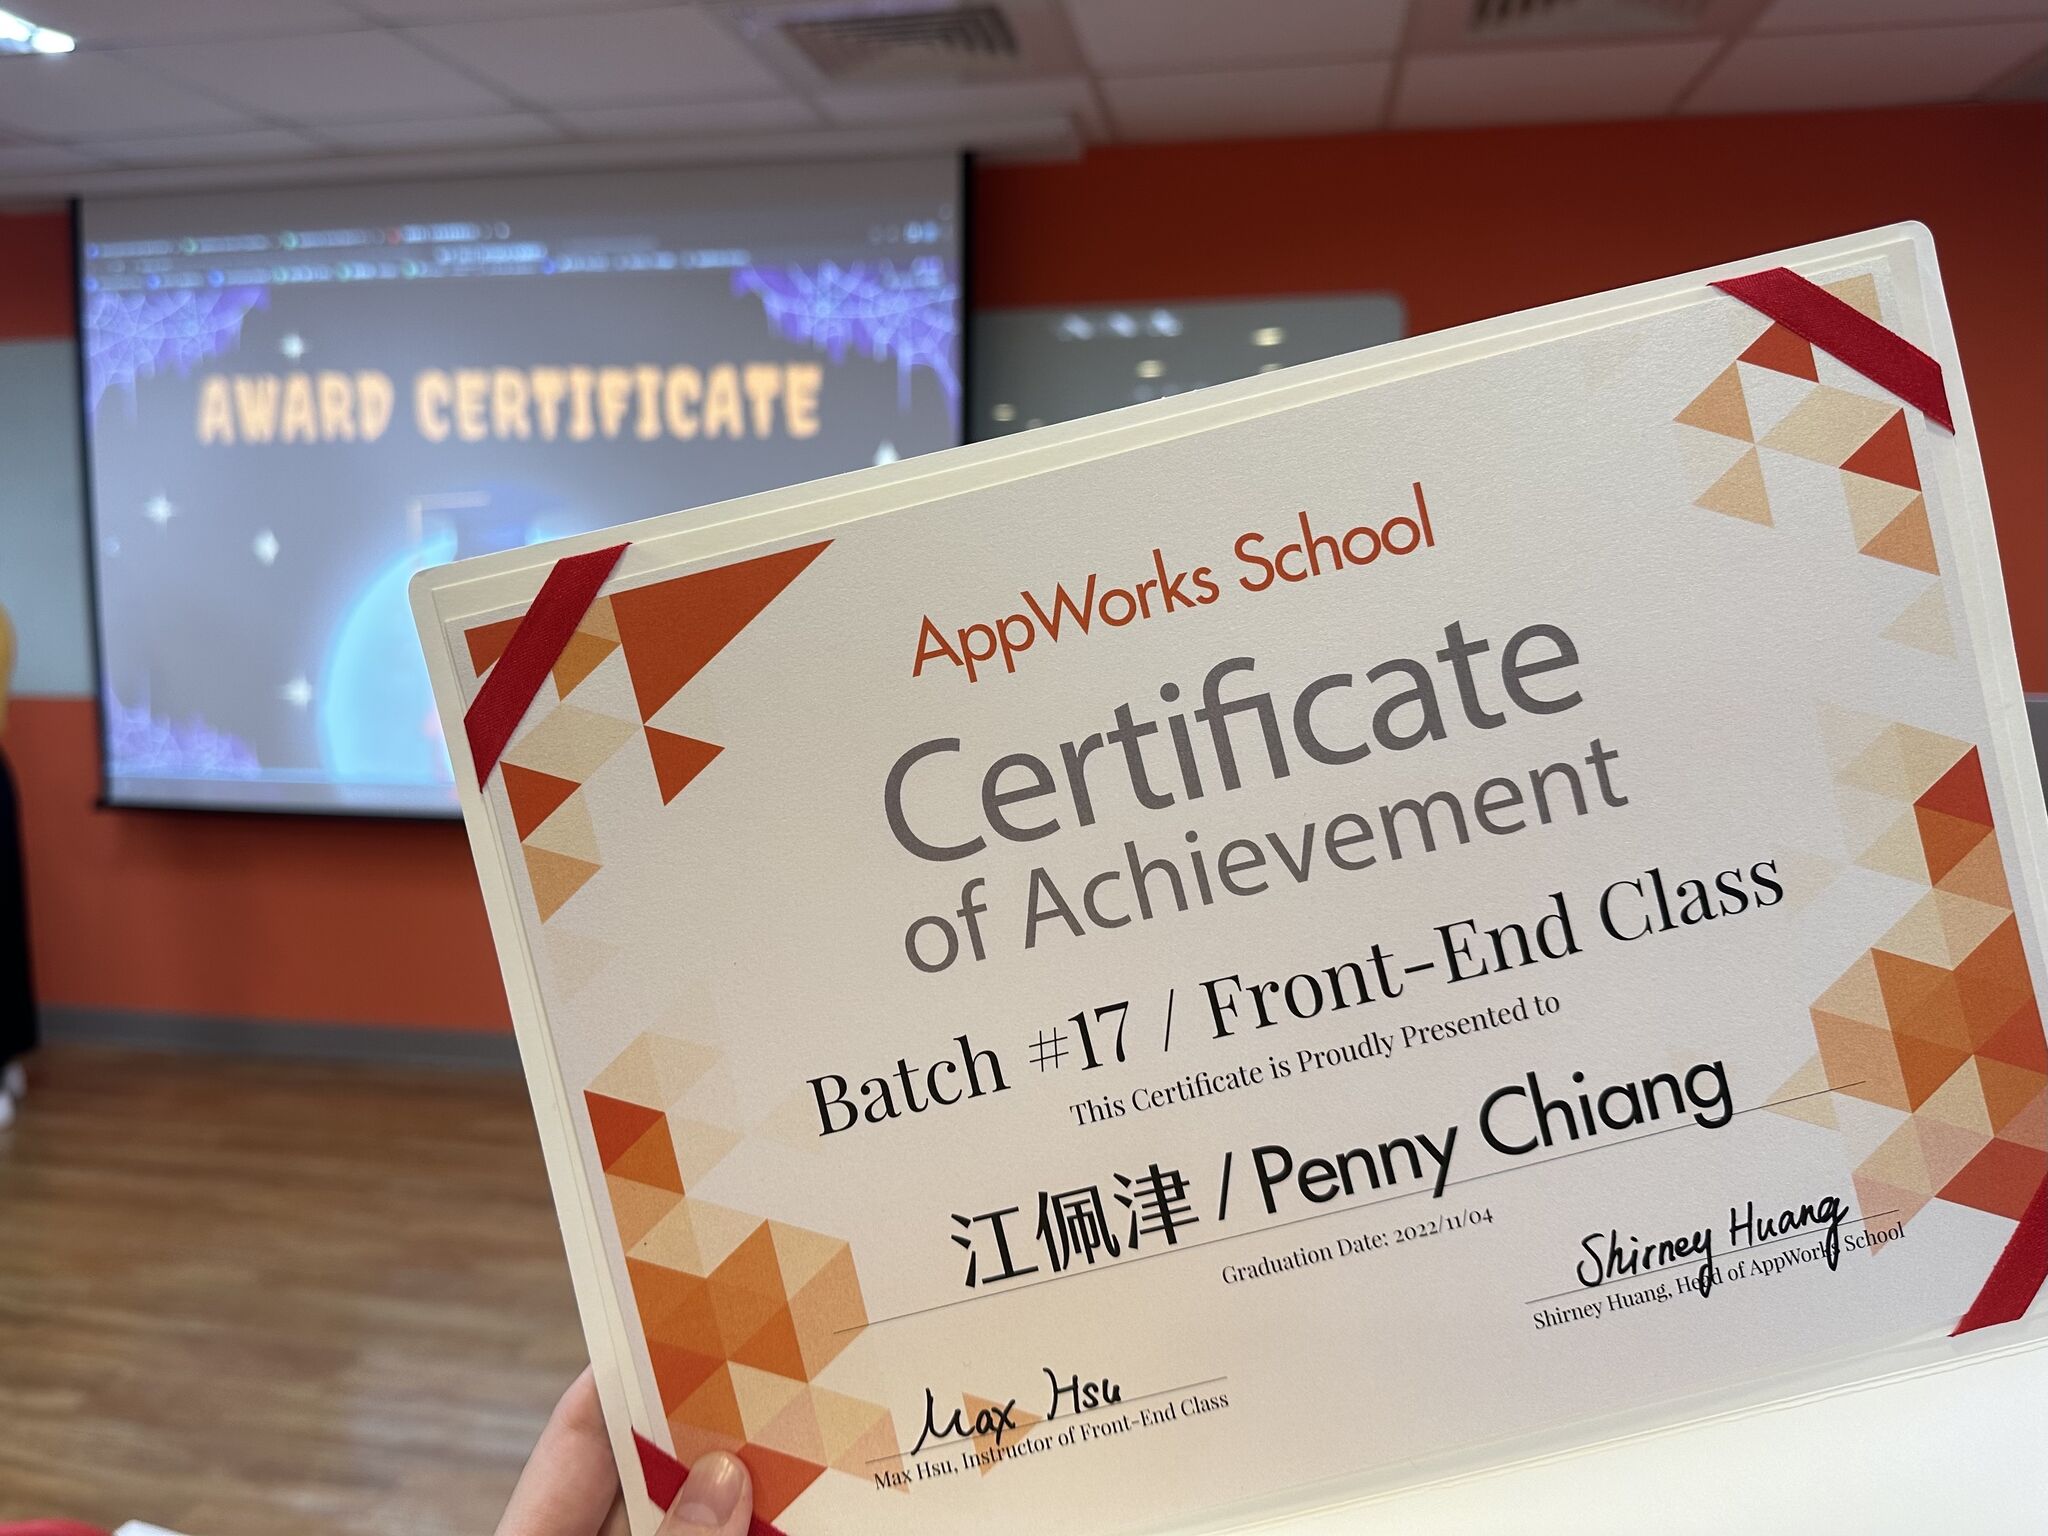 AWARD CERTIFICATE
AppWorks School
Certificate
of Achievement
Batch #17 / Front-End Class
This Certificate is Proudly Presented to
江佩津 / Penny Chiang
Graduation Date: 2022/11/04
Shirney Huang
Shirney Huang, Head of AppWorks School
Max Hsu
Max Hsu, Instructor of Front-End Class